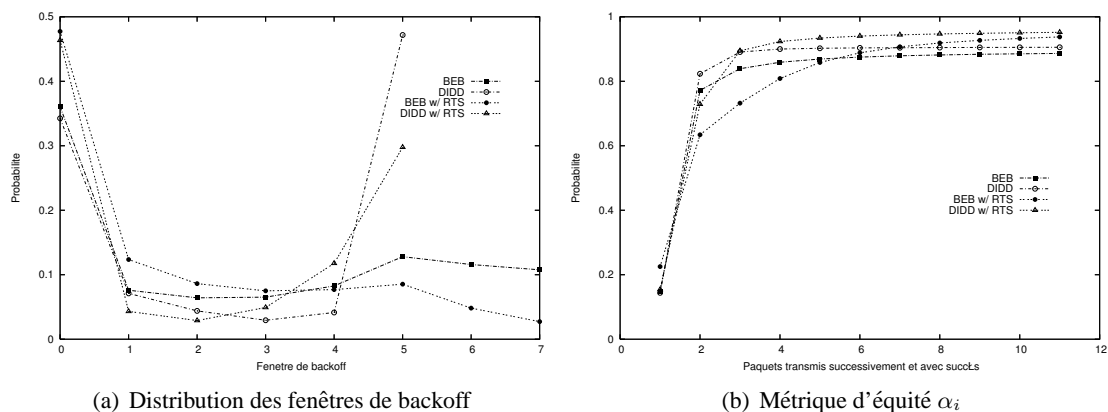 0.5
0.4
0.3
0.2
0.1
0
0 1 2 3 4 5 6 7
Probabilite
Fenetre de backoff
BEB
DIDD
BEB w/ RTS
DIDD w/ RTS
(a) Distribution des fenêtres de backoff
1
0.8
0.6
0.4
0.2
0
0 2 4 6 8 10 12
Probabilite
Paquets transmis successivement et avec succŁs
BEB
DIDD
BEB w/ RTS
DIDD w/ RTS
(b) Métrique d'équité αi